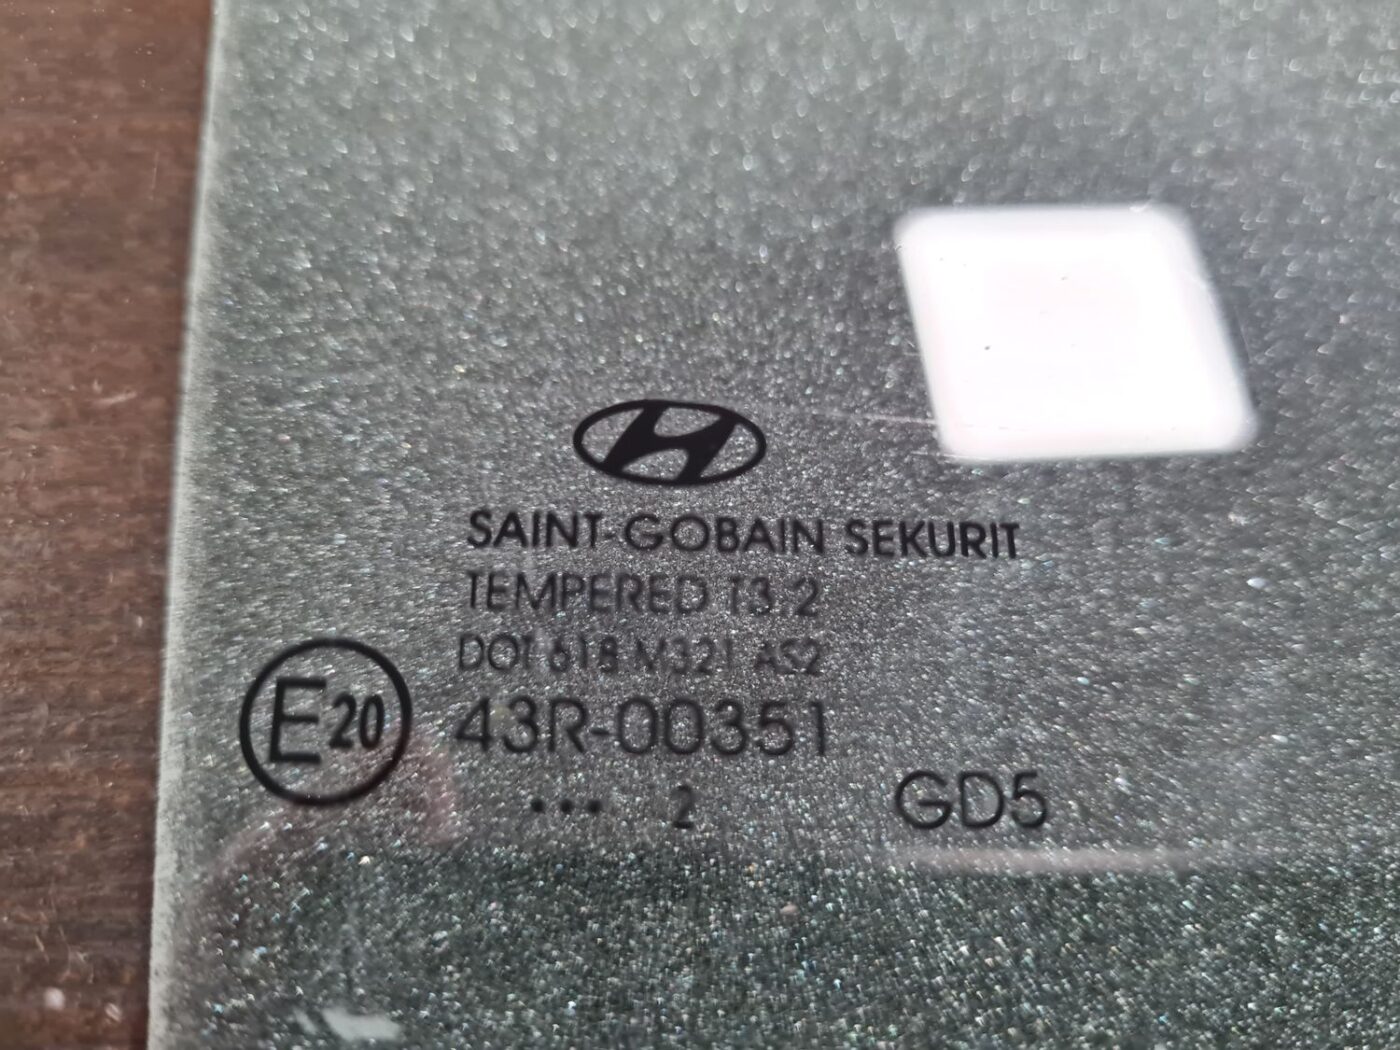 SAINT-GOBAIN SEKURIT
TEMPERED T3 2
DOT 618 M321 AS2
E20 43R-00351
... 2 GD5